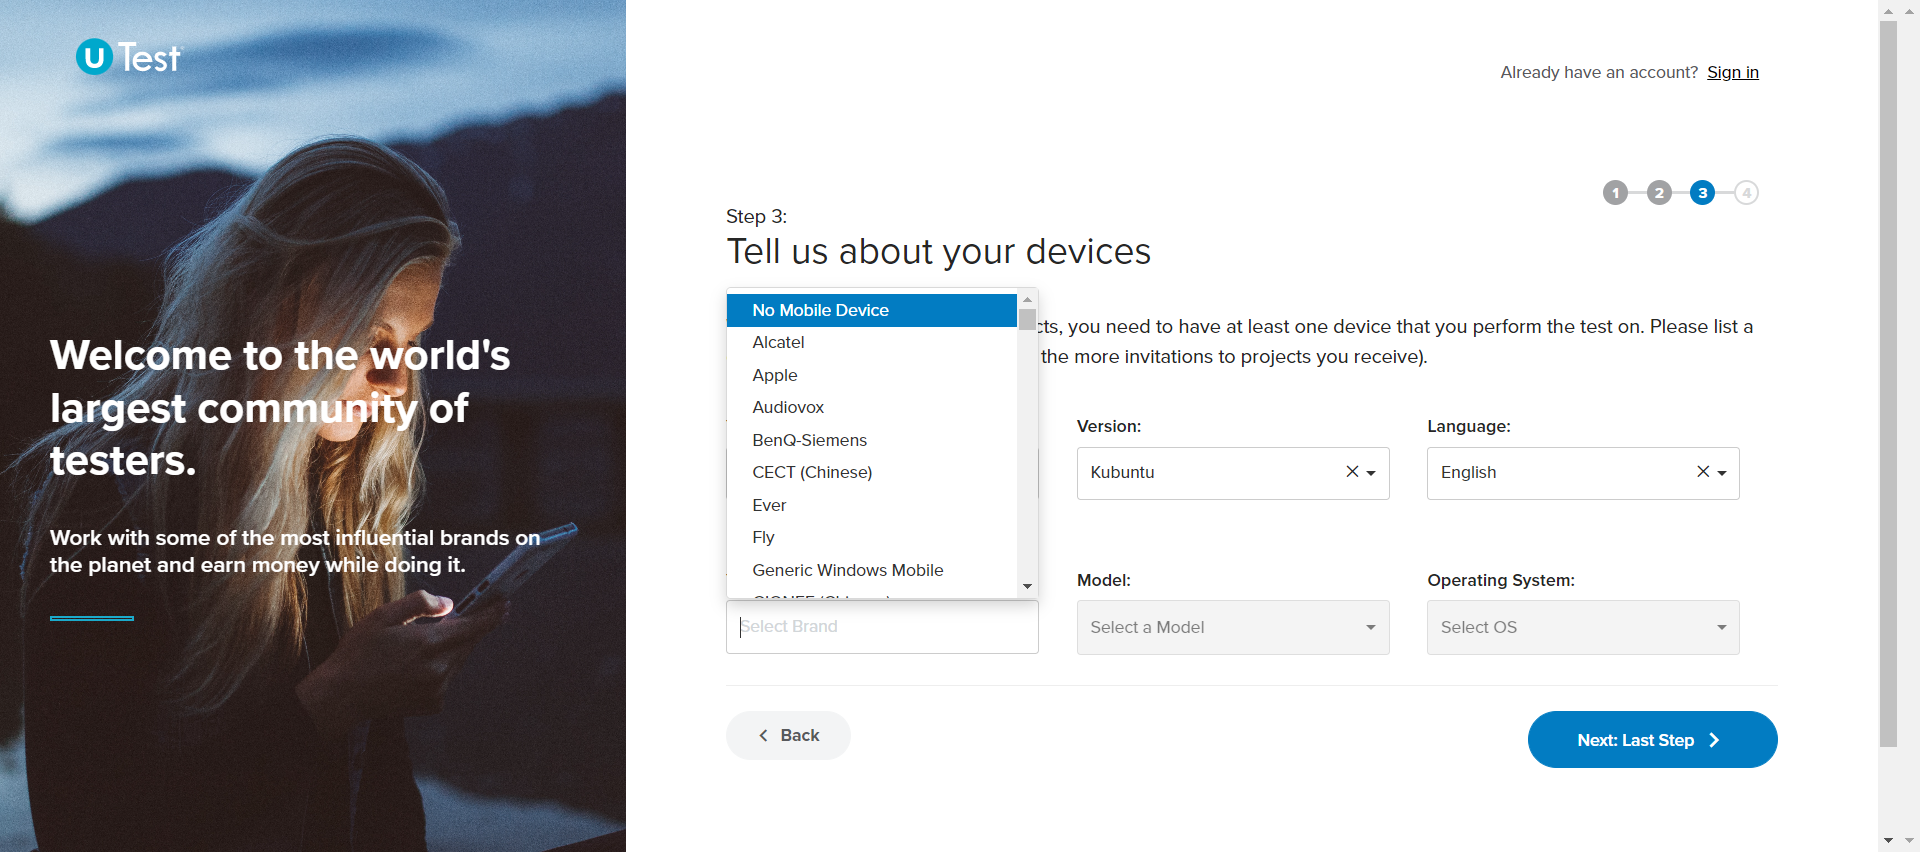 U Test
Already have an account? Sign in
1 2 3 4
Step 3:
Tell us about your devices
No Mobile Device
Alcatel
Apple
Audiovox
BenQ-Siemens
CECT (Chinese)
Ever
Fly
Generic Windows Mobile
cts, you need to have at least one device that you perform the test on. Please list a
the more invitations to projects you receive).
Version:
Language:
Kubuntu
English
Model:
Operating System:
Select Brand
Select a Model
Select OS
Back
Next: Last Step
Welcome to the world's
largest community of
testers.
Work with some of the most influential brands on
the planet and earn money while doing it.